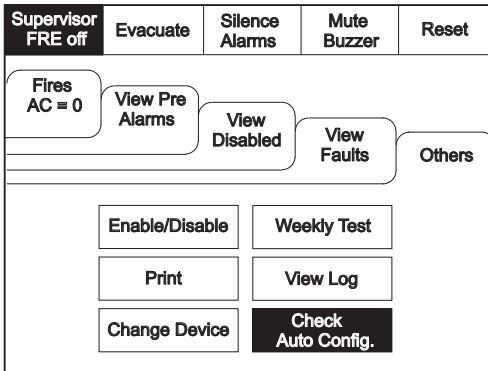 Supervisor
FRE off
Evacuate
Silence
Alarms
Mute
Buzzer
Reset
Fires
AC = 0
View Pre
Alarms
View
Disabled
View
Faults
Others
Enable/Disable
Weekly Test
Print
View Log
Change Device
Check
Auto Config.